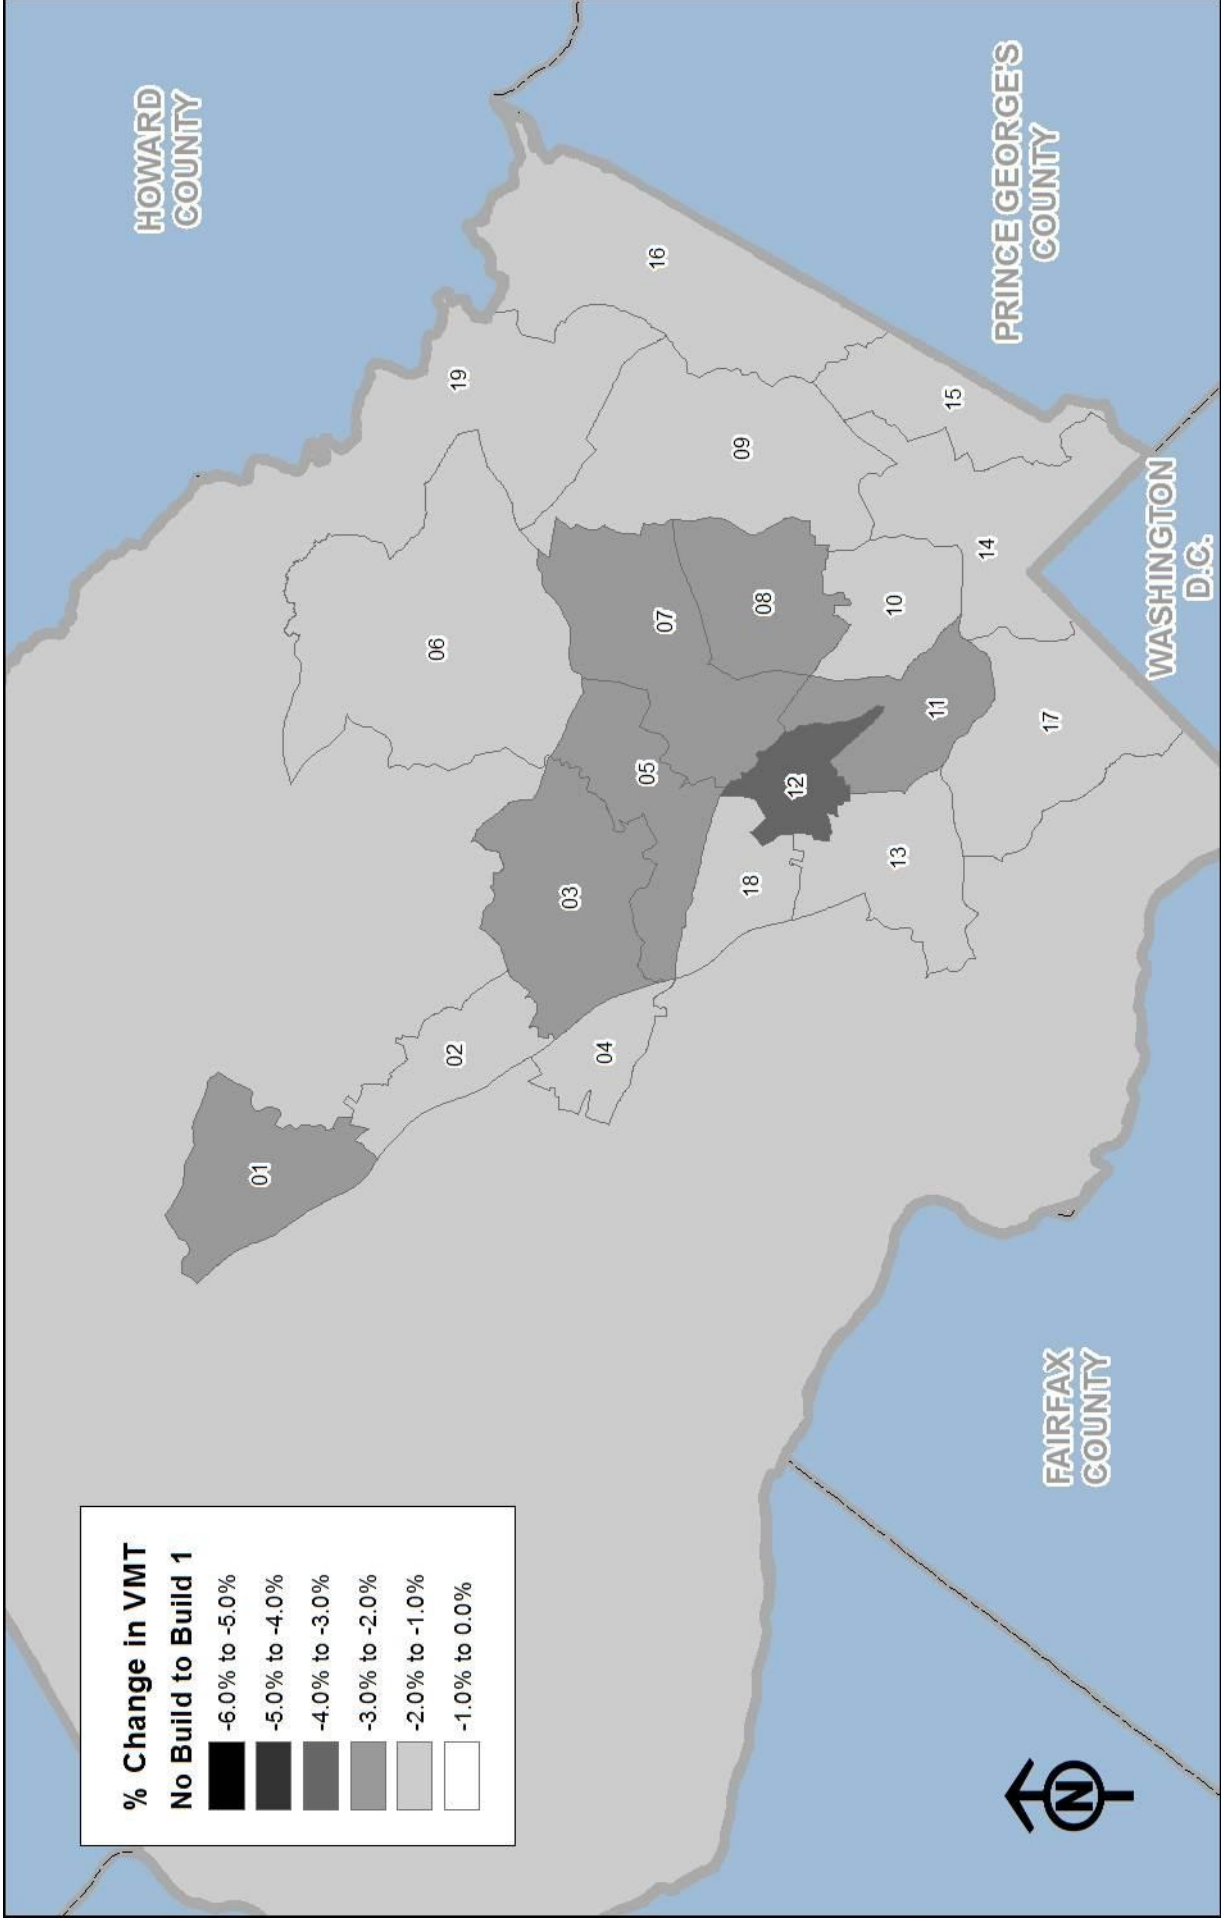 % Change in VMT
No Build to Build 1
-6.0% to -5.0%
-5.0% to -4.0%
-4.0% to -3.0%
-3.0% to -2.0%
-2.0% to -1.0%
-1.0% to 0.0%
HOWARD
COUNTY
PRINCE GEORGE'S
COUNTY
WASHINGTON
D.C.
FAIRFAX
COUNTY
01
02
03
04
05
06
07
08
09
10
11
12
13
14
15
16
17
18
19
N